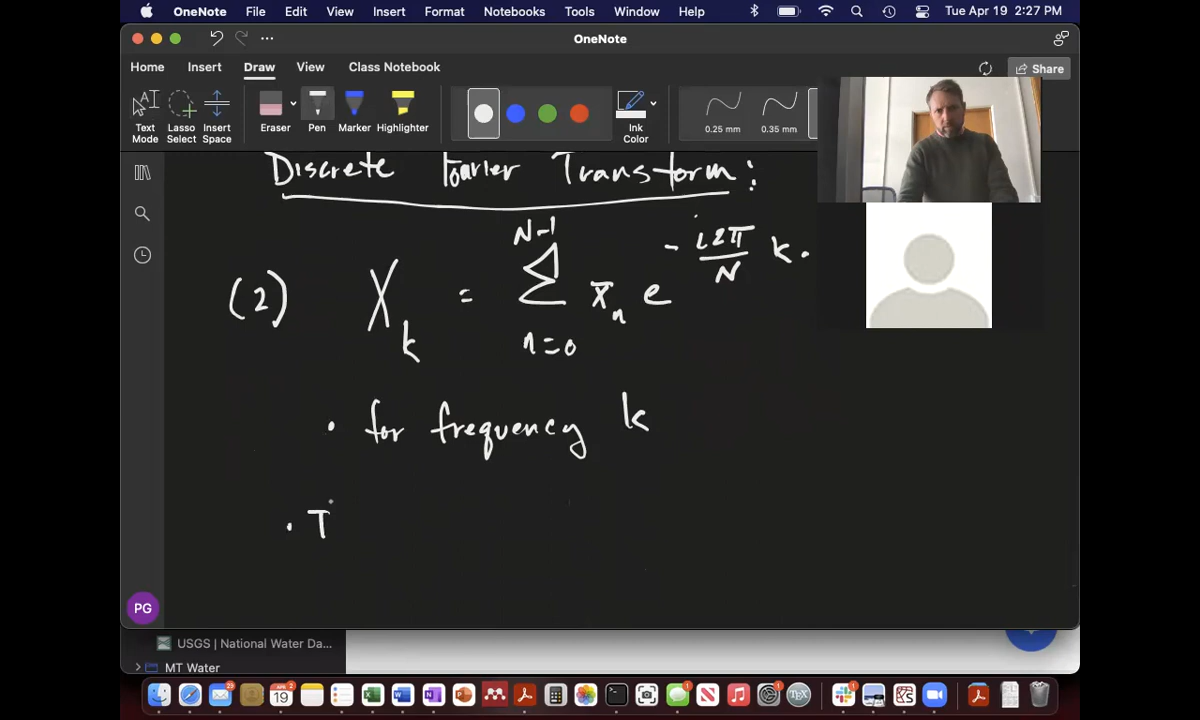 OneNote File Edit View Insert Format Notebooks Tools Window Help Tue Apr 19 2:27 PM
OneNote
Home Insert Draw View Class Notebook Share
Text Mode
Lasso Select
Insert Space
Eraser
Pen
Marker
Highlighter
Ink Color
0.25 mm
0.35 mm
Discrete Fourier Transform:
(2) X_k = \sum_{n=0}^{N-1} x_n e^{-\frac{i2π}{N} k ·}
· for frequency k
· T
PG
USGS | National Water Da...
MT Water